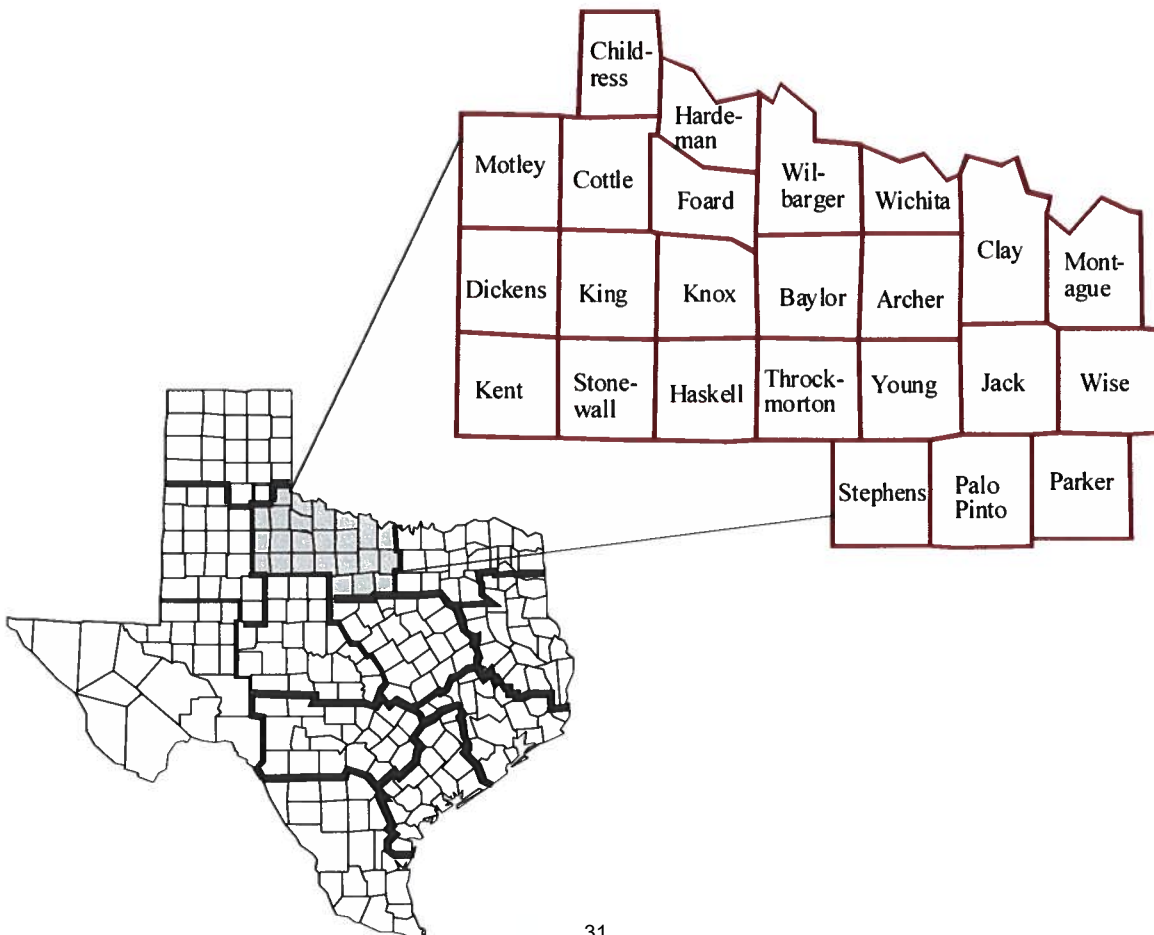 Child-
ress
Harde-
man
Motley
Cottle
Foard
Wil-
barger
Wichita
Clay
Mont-
ague
Dickens
King
Knox
Baylor
Archer
Kent
Stone-
wall
Haskell
Throck-
morton
Young
Jack
Wise
Stephens
Palo
Pinto
Parker
31